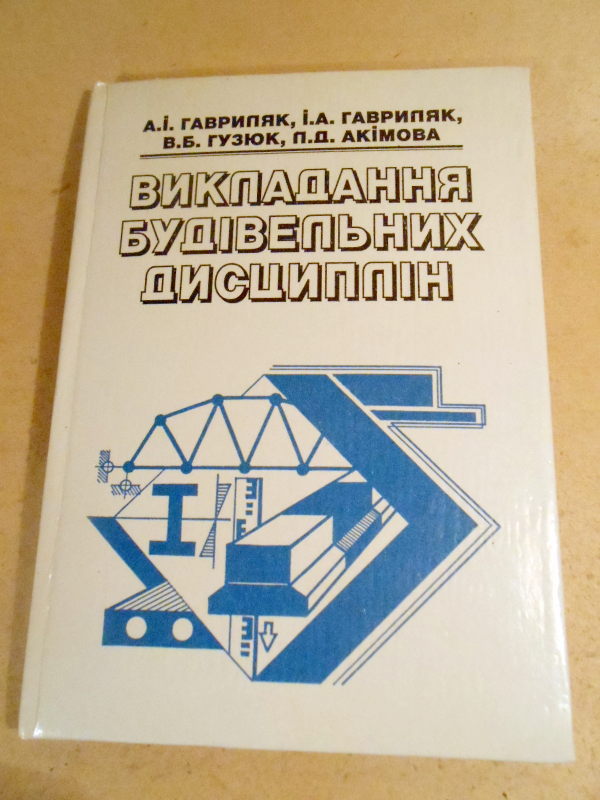 А.І. ГАВРИЛЯК, І.А. ГАВРИЛЯК,
В.Б. ГУЗЮК, Л.Д. АКІМОВА
ВИКЛАДАННЯ
БУДІВЕЛЬНИХ
ДИСЦИПЛІН